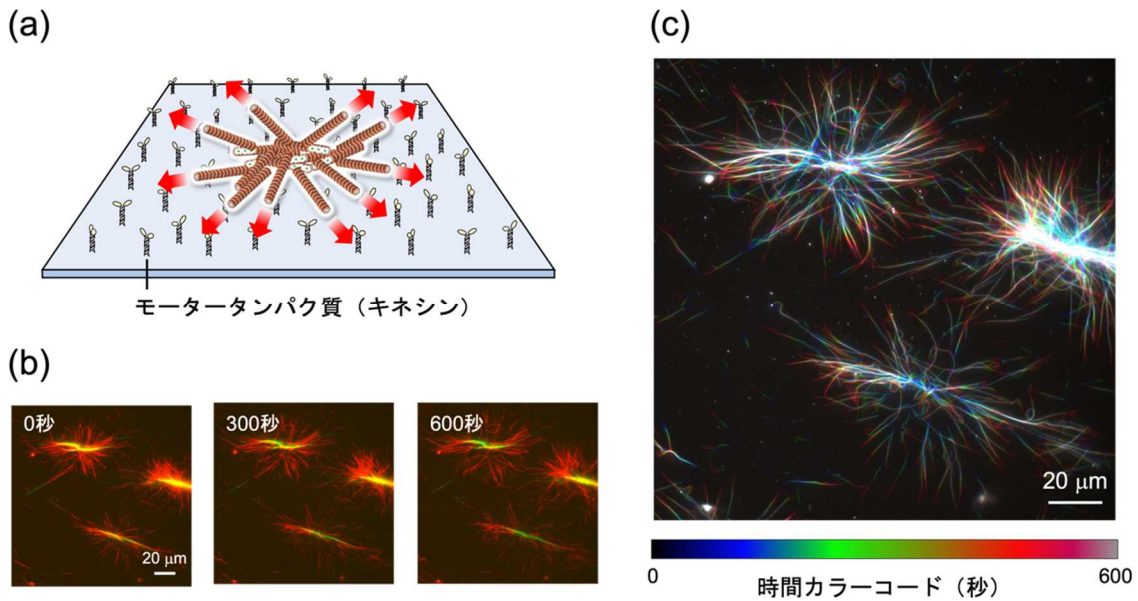 (a)
モータータンパク質（キネシン）
(b)
0秒
20 μm
300秒
600秒
(c)
20 μm
0
600
時間カラーコード（秒）